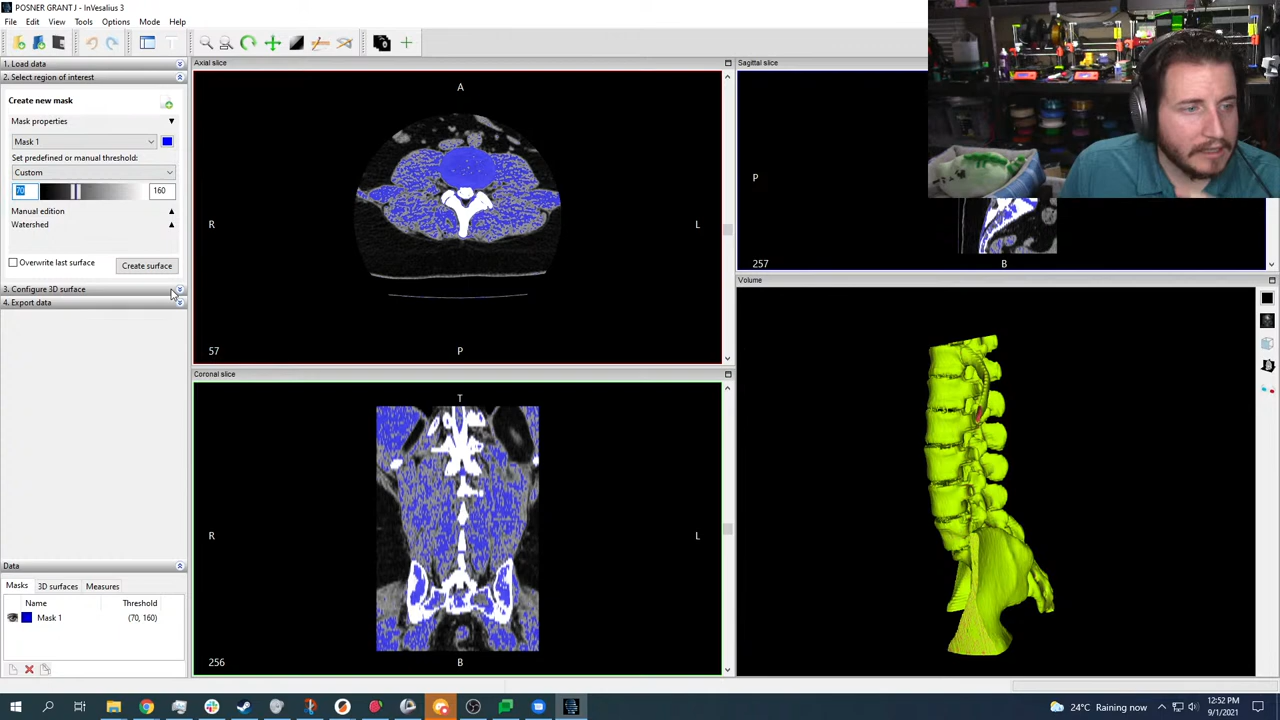 POSNER GRANT J - InVesalius 3
File Edit View Tools Options Mode Help
1. Load data
2. Select region of interest
Create new mask
Mask properties
Mask 1
Set predefined or manual threshold:
Custom
70 160
Manual edition
Watershed
Overwrite last surface
Create surface
3. Configure 3D surface
4. Export data
Data
Masks 3D surfaces Measures
Name Threshold
Mask 1 (70, 160)
Axial slice
A
R L
57 P
Coronal slice
T
R L
256 B
Sagittal slice
P
257 B
Volume
24°C Raining now
12:52 PM
9/1/2021